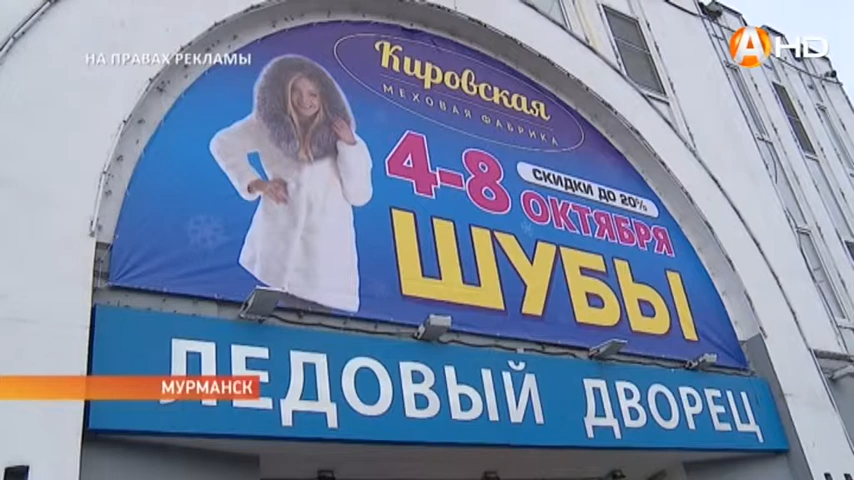 НА ПРАВАХ РЕКЛАМЫ
А HD
Кировская
МЕХОВАЯ ФАБРИКА
4-8
СКИДКИ ДО 20%
ОКТЯБРЯ
ШУБЫ
МУРМАНСК
ЛЕДОВЫЙ ДВОРЕЦ